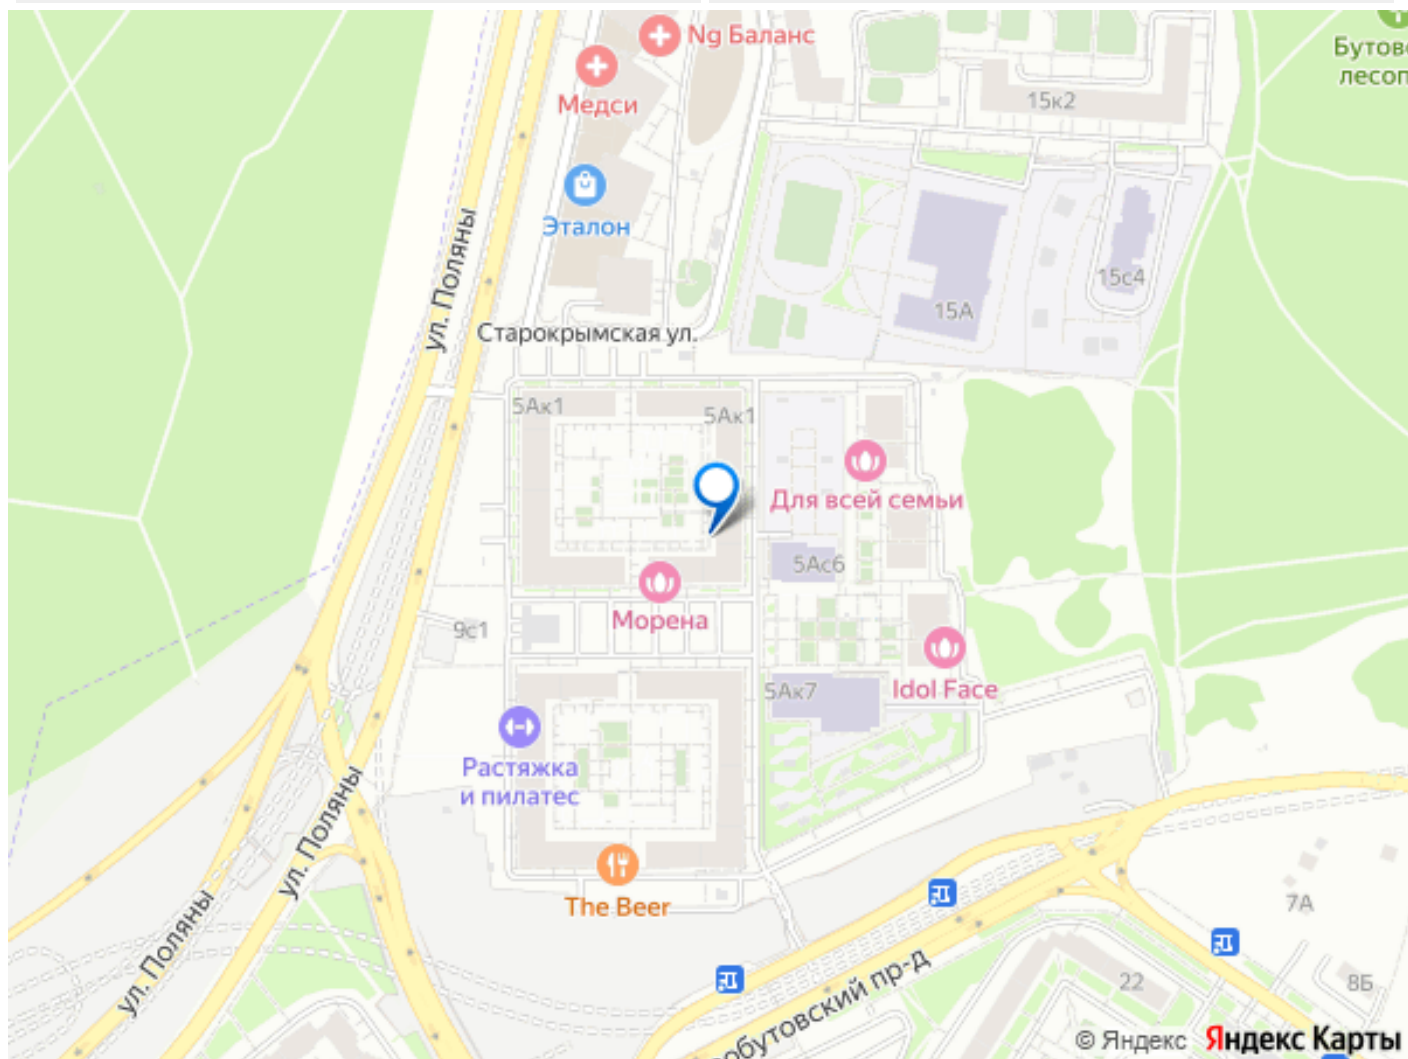 Ng Баланс
Медси
Бутовс
лесоп
15к2
Эталон
ул. Поляны
15с4
15А
Старокрымская ул.
5Ак1
5Ак1
Для всей семьи
5Ас6
Морена
9с1
Idol Face
5Ак7
Растяжка
и пилатес
ул. Поляны
The Beer
7А
ул. Поляны
робутовский пр-д
22
8Б
© Яндекс Яндекс Карты